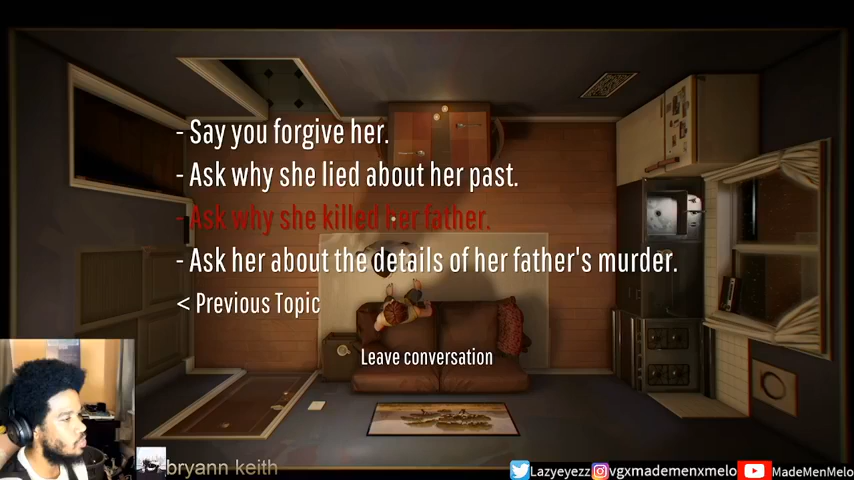 - Say you forgive her.
- Ask why she lied about her past.
- Ask why she killed her father.
- Ask her about the details of her father's murder.
< Previous Topic
Leave conversation
bryann keith
Lazyeyezz vgxmademenxmelo MadeMenMelo